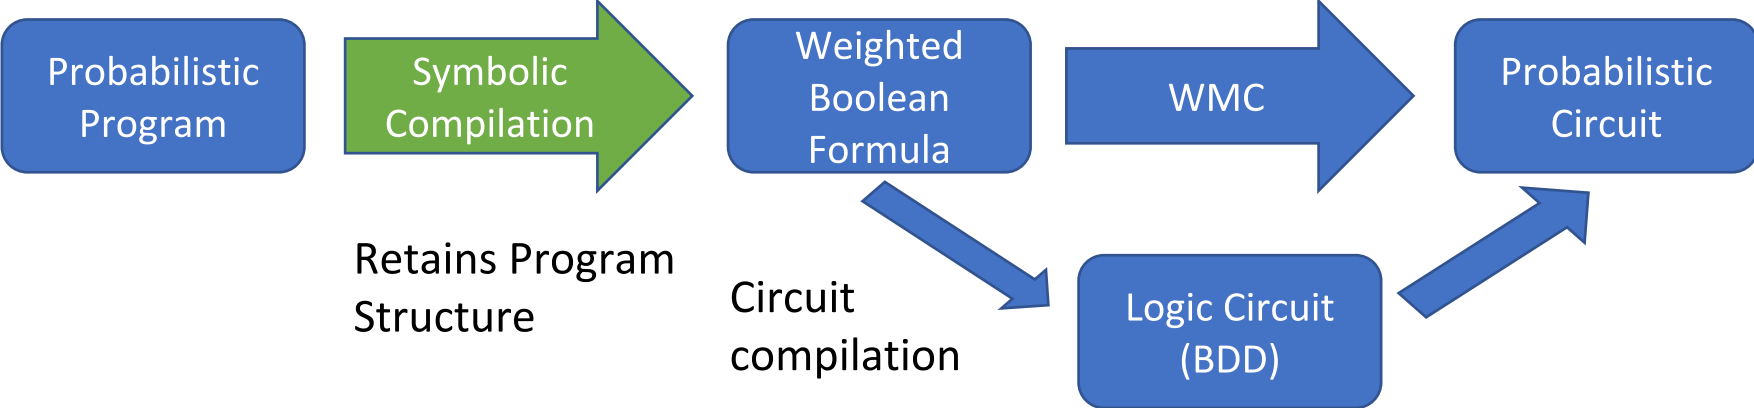 Probabilistic
Program
Symbolic
Compilation
Weighted
Boolean
Formula
WMC
Probabilistic
Circuit
Retains Program
Structure
Circuit
compilation
Logic Circuit
(BDD)